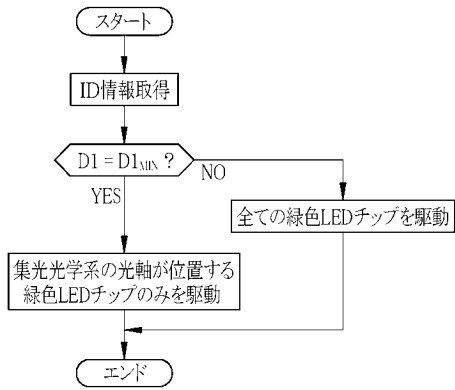 スタート
ID情報取得
D1 = D1MIN ?
NO
YES
全ての緑色LEDチップを駆動
集光光学系の光軸が位置する
緑色LEDチップのみを駆動
エンド